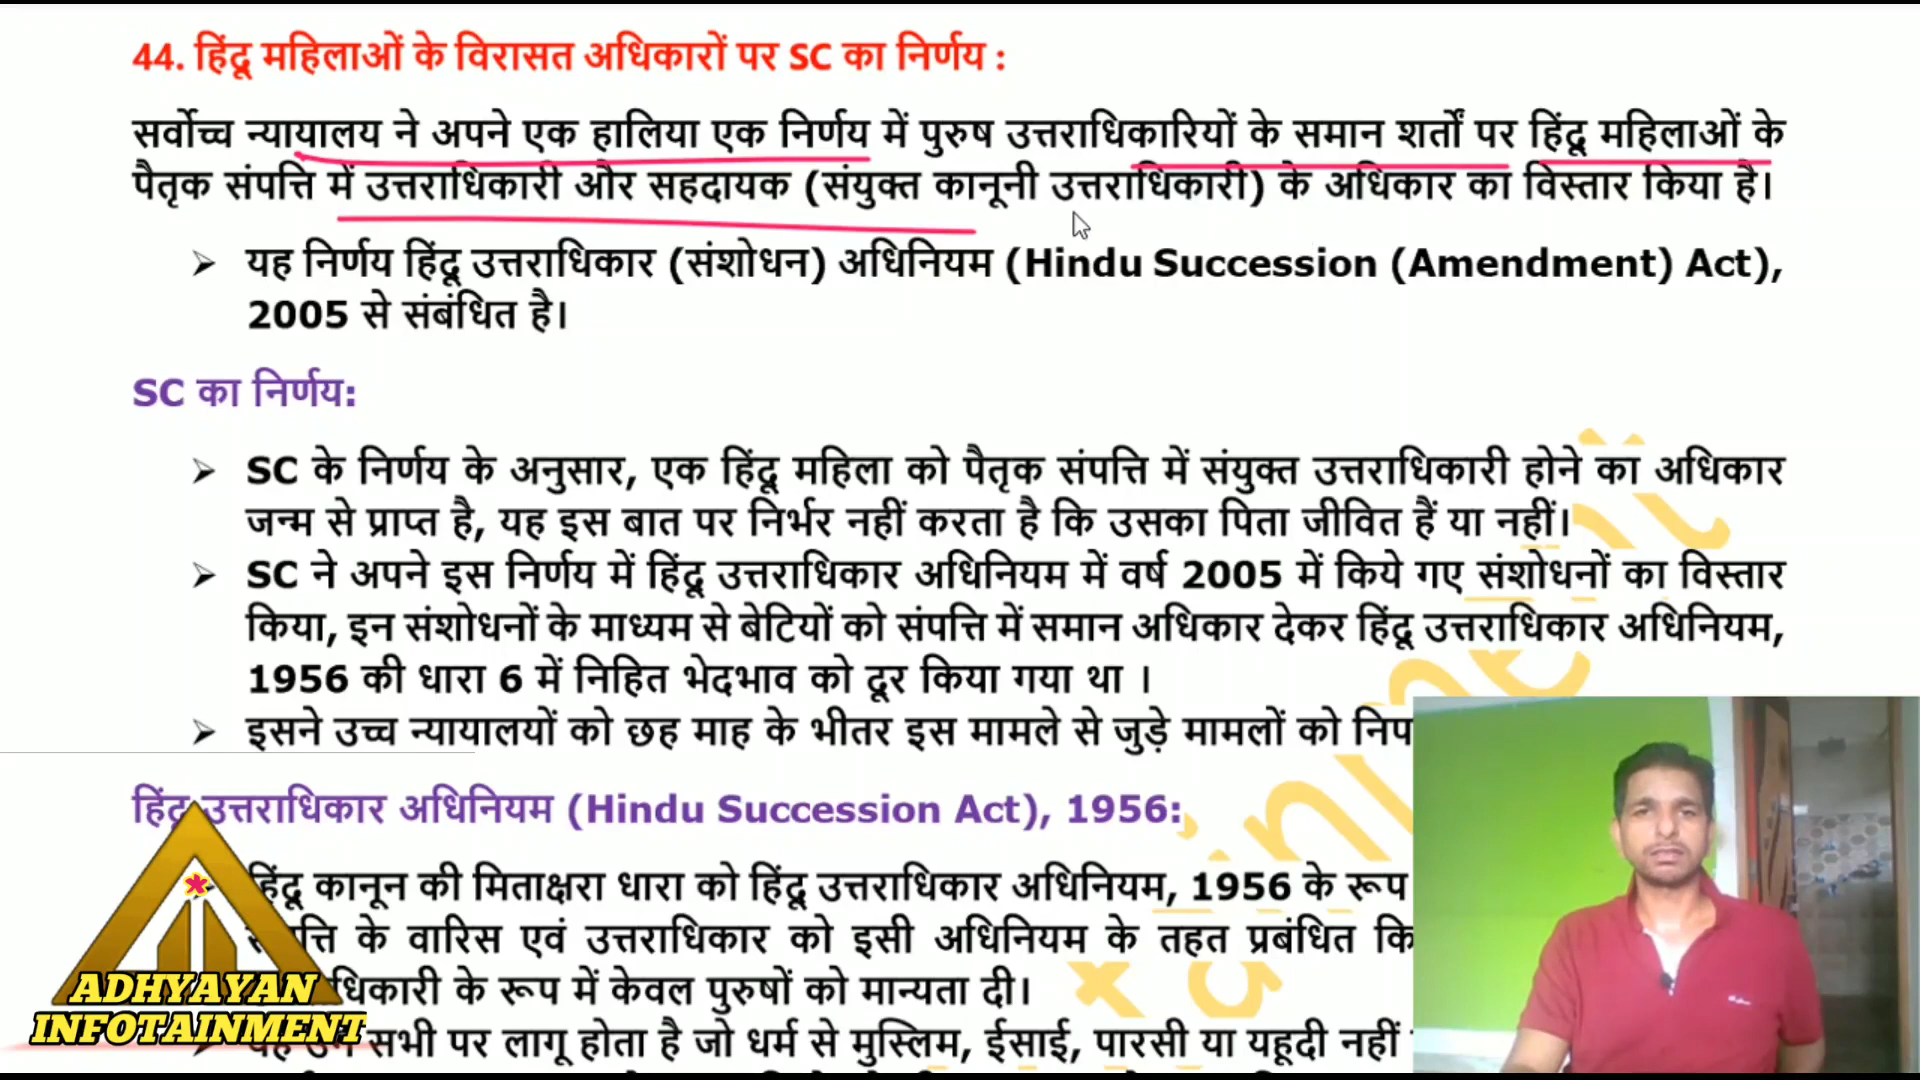 44. हिंदू महिलाओं के विरासत अधिकारों पर SC का निर्णय :
सर्वोच्च न्यायालय ने अपने एक हालिया एक निर्णय में पुरुष उत्तराधिकारियों के समान शर्तों पर हिंदू महिलाओं के
पैतृक संपत्ति में उत्तराधिकारी और सहदायक (संयुक्त कानूनी उत्तराधिकारी) के अधिकार का विस्तार किया है।
➢ यह निर्णय हिंदू उत्तराधिकार (संशोधन) अधिनियम (Hindu Succession (Amendment) Act),
2005 से संबंधित है।
SC का निर्णय:
➢ SC के निर्णय के अनुसार, एक हिंदू महिला को पैतृक संपत्ति में संयुक्त उत्तराधिकारी होने का अधिकार
जन्म से प्राप्त है, यह इस बात पर निर्भर नहीं करता है कि उसका पिता जीवित हैं या नहीं।
➢ SC ने अपने इस निर्णय में हिंदू उत्तराधिकार अधिनियम में वर्ष 2005 में किये गए संशोधनों का विस्तार
किया, इन संशोधनों के माध्यम से बेटियों को संपत्ति में समान अधिकार देकर हिंदू उत्तराधिकार अधिनियम,
1956 की धारा 6 में निहित भेदभाव को दूर किया गया था ।
➢ इसने उच्च न्यायालयों को छह माह के भीतर इस मामले से जुड़े मामलों को
हिंदू उत्तराधिकार अधिनियम (Hindu Succession Act), 1956:
हिंदू कानून की मिताक्षरा धारा को हिंदू उत्तराधिकार अधिनियम, 1956 के रूप
के वारिस एवं उत्तराधिकार को इसी अधिनियम के तहत प्रबंधित
के रूप में केवल पुरुषों को मान्यता दी।
सभी पर लागू होता है जो धर्म से मुस्लिम, ईसाई, पारसी या यहूदी नहीं
ADHYAYAN
INFOTAINMENT